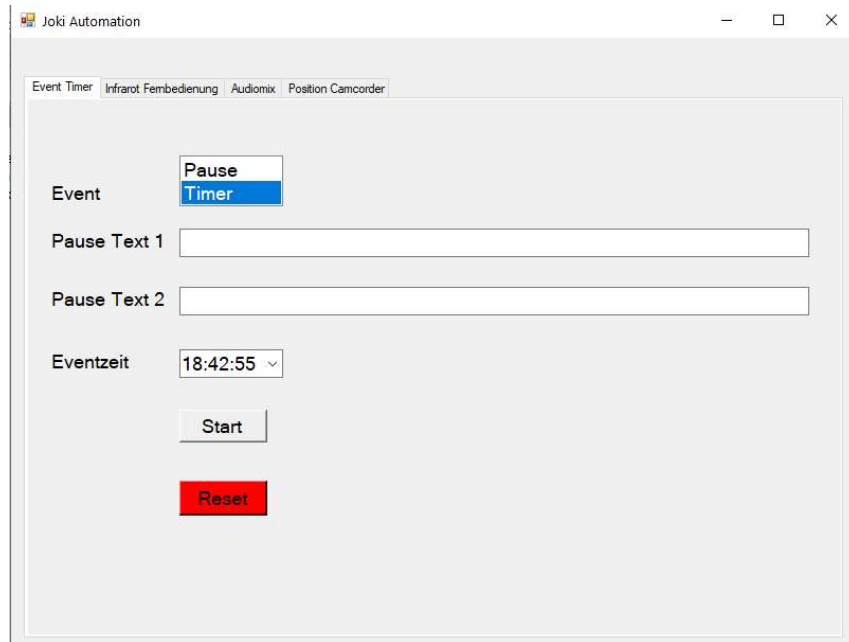 Joki Automation
Event Timer Infrarot Fernbedienung Audiomix Position Camcorder
Pause
Event Timer
Pause Text 1
Pause Text 2
Eventzeit 18:42:55
Start
Reset